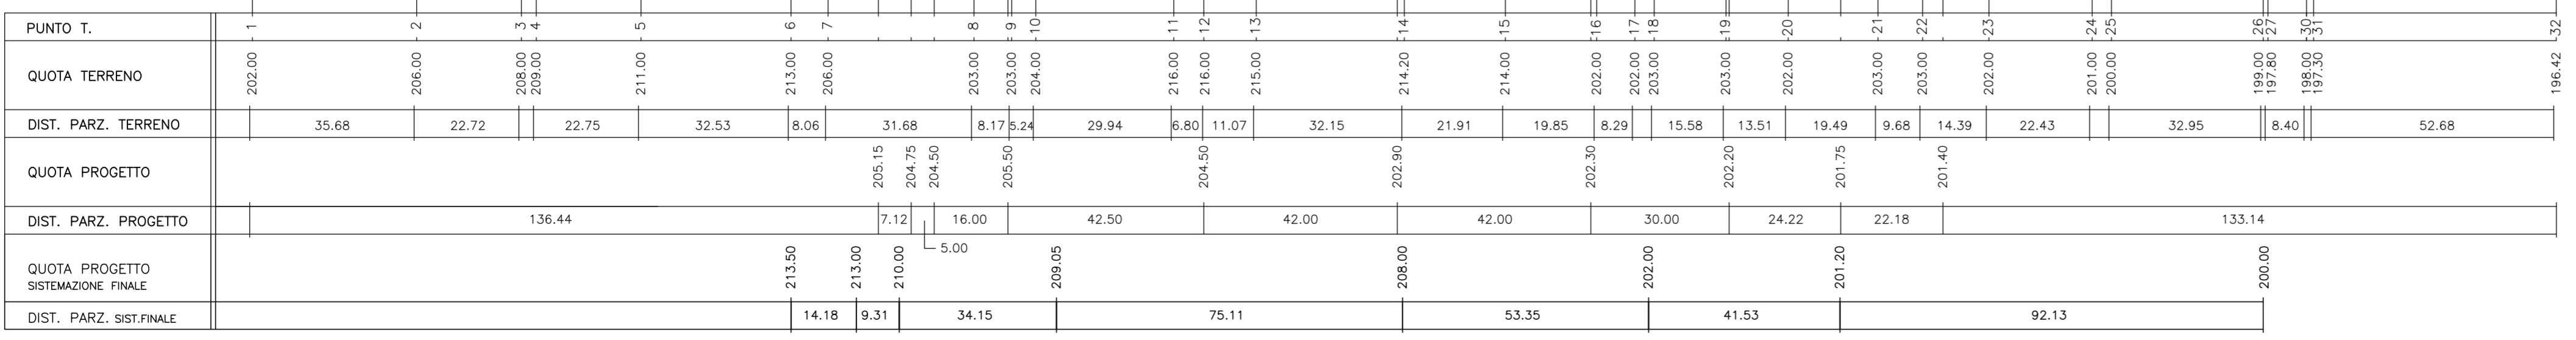 PUNTO T. 1 2 3 4 5 6 7 8 9 10 11 12 13 14 15 16 17 18 19 20 21 22 23 24 25 26 27 30 31 32
QUOTA TERRENO 202.00 206.00 208.00 209.00 211.00 213.00 206.00 203.00 203.00 204.00 216.00 216.00 215.00 214.20 214.00 202.00 202.00 203.00 203.00 202.00 203.00 203.00 202.00 201.00 200.00 199.00 197.80 198.00 197.30 196.42
DIST. PARZ. TERRENO 35.68 22.72 22.75 32.53 8.06 31.68 8.17 5.24 29.94 6.80 11.07 32.15 21.91 19.85 8.29 15.58 13.51 19.49 9.68 14.39 22.43 32.95 8.40 52.68
QUOTA PROGETTO 205.15 204.75 204.50 205.50 204.50 202.90 202.30 202.20 201.75 201.40
DIST. PARZ. PROGETTO 136.44 7.12 16.00 42.50 42.00 42.00 30.00 24.22 22.18 133.14
5.00
QUOTA PROGETTO 213.50 213.00 210.00 209.05 208.00 202.00 201.20 200.00
SISTEMAZIONE FINALE
DIST. PARZ. SIST.FINALE 14.18 9.31 34.15 75.11 53.35 41.53 92.13